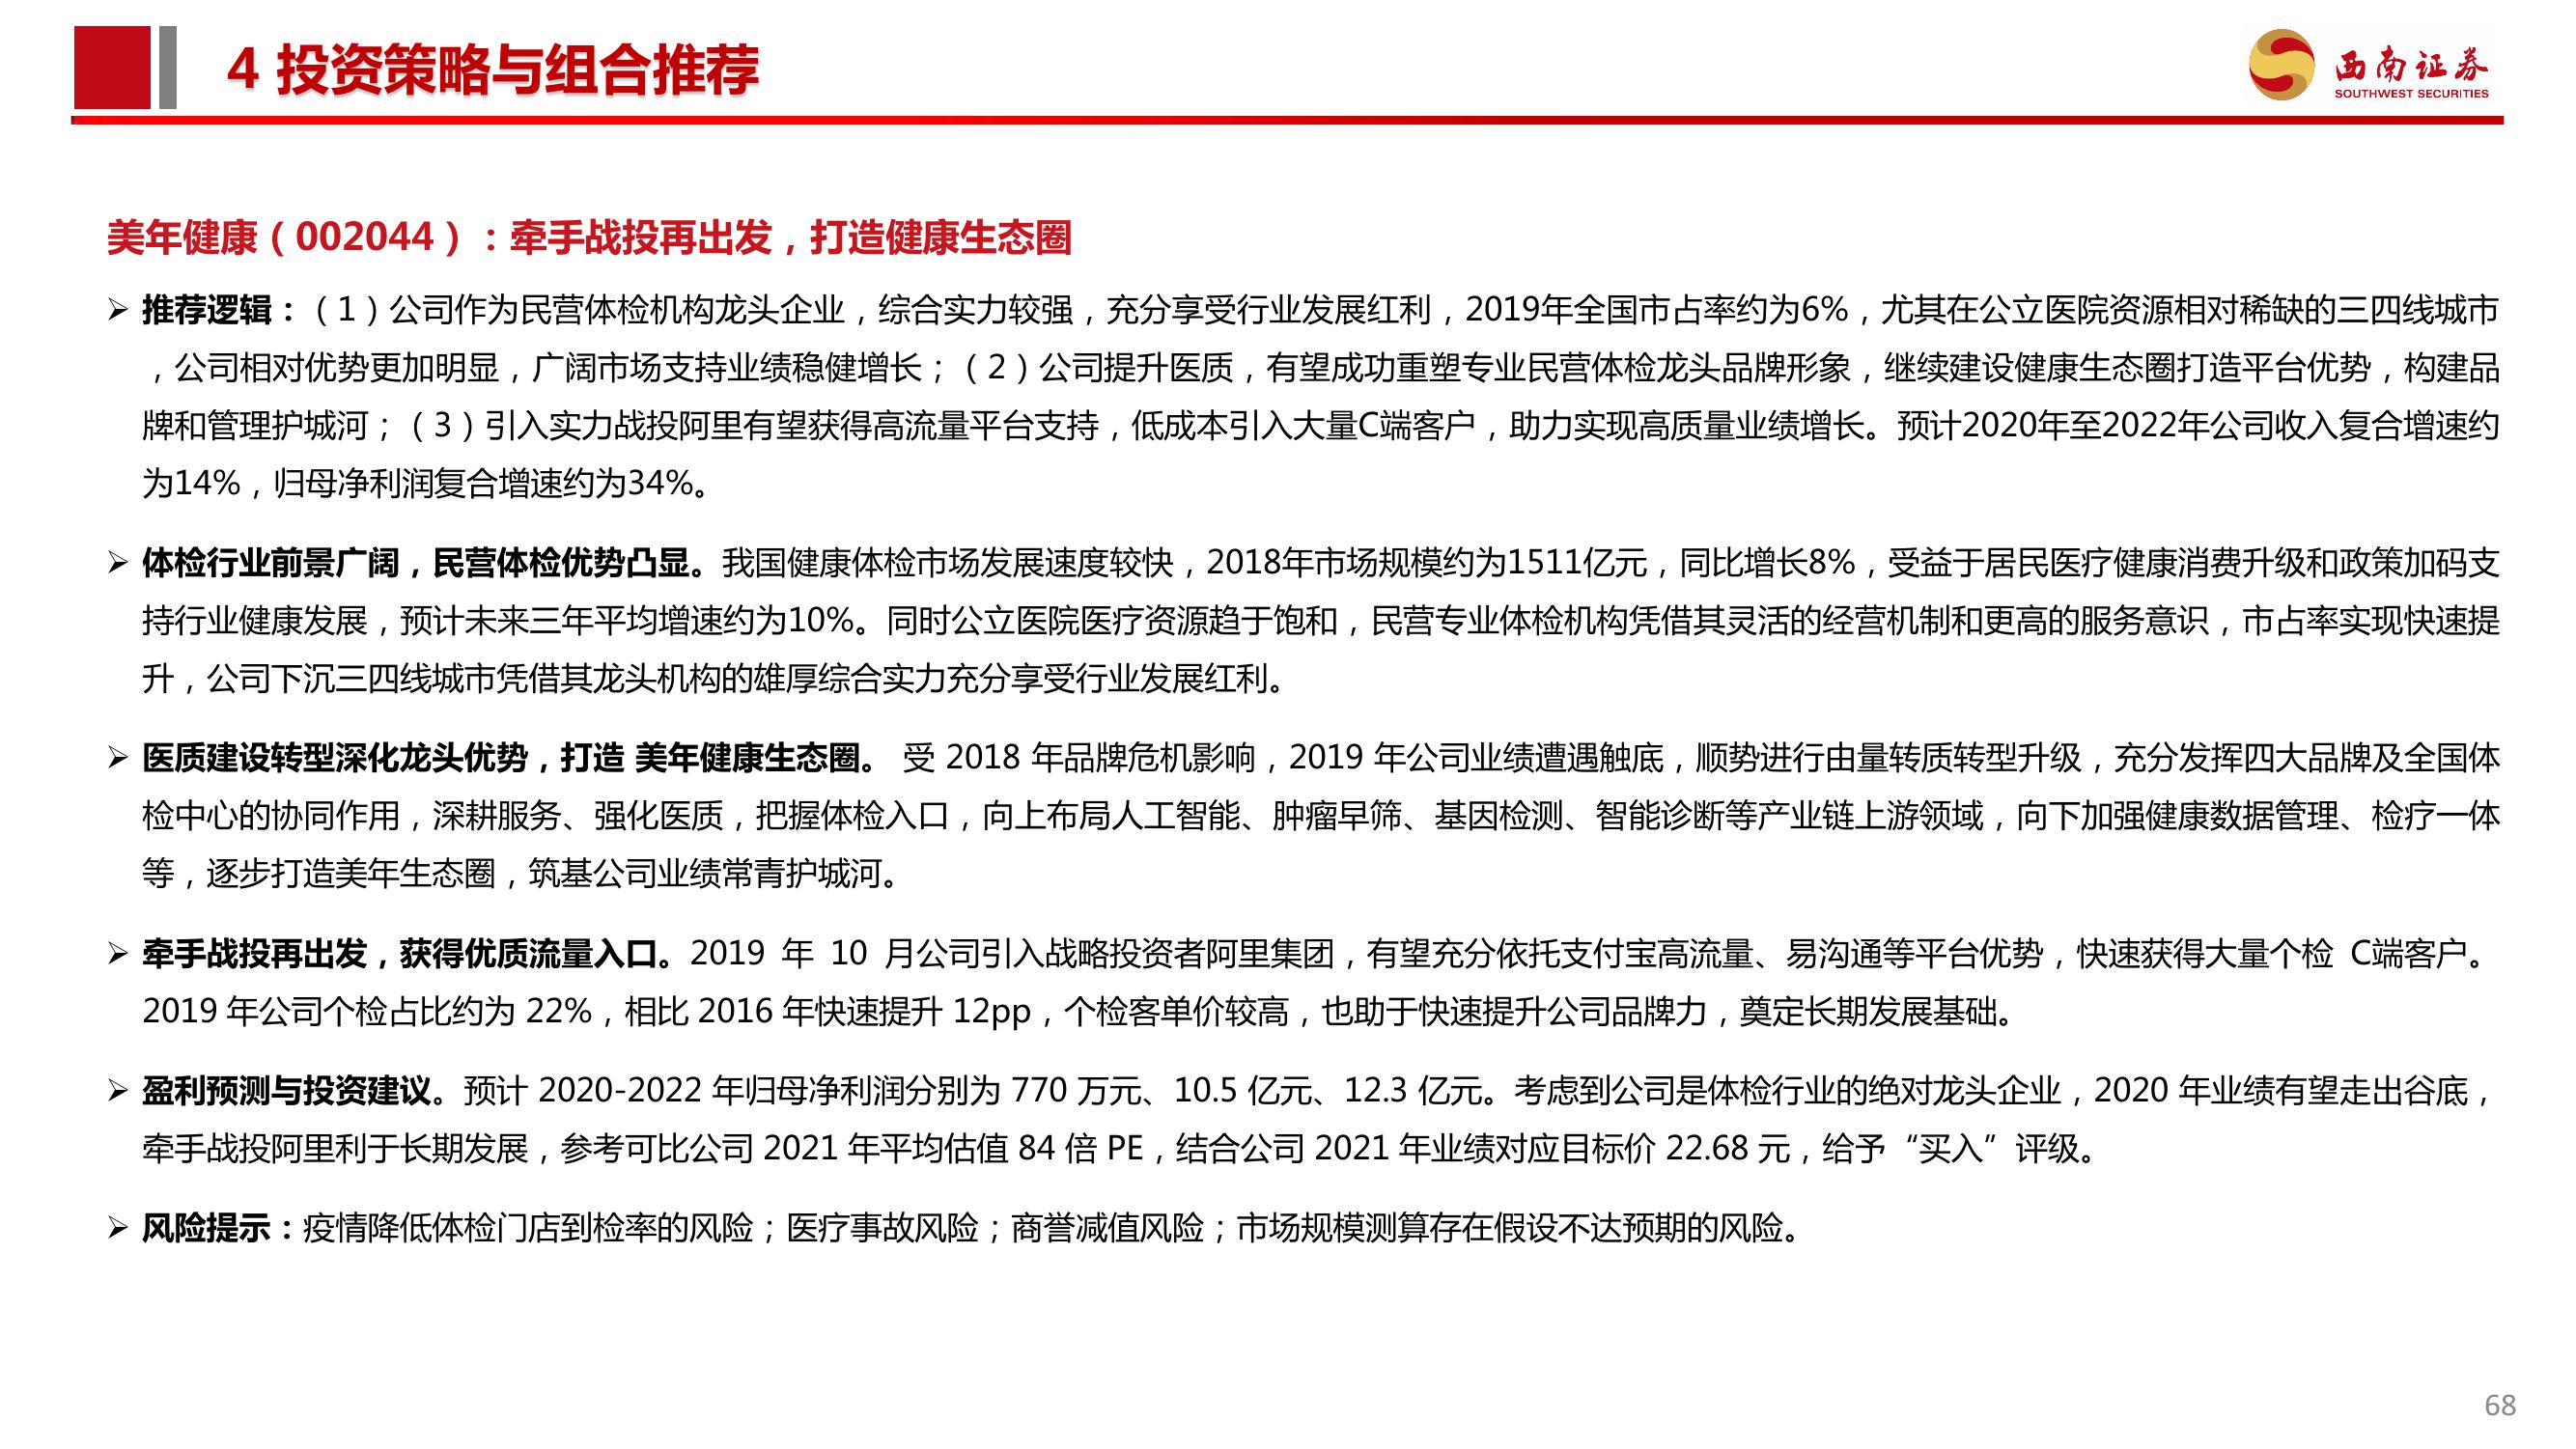 4 投资策略与组合推荐
西南证券
SOUTHWEST SECURITIES
美年健康（002044）：牵手战投再出发，打造健康生态圈
➢ 推荐逻辑：（1）公司作为民营体检机构龙头企业，综合实力较强，充分享受行业发展红利，2019年全国市占率约为6%，尤其在公立医院资源相对稀缺的三四线城市
，公司相对优势更加明显，广阔市场支持业绩稳健增长；（2）公司提升医质，有望成功重塑专业民营体检龙头品牌形象，继续建设健康生态圈打造平台优势，构建品
牌和管理护城河；（3）引入实力战投阿里有望获得高流量平台支持，低成本引入大量C端客户，助力实现高质量业绩增长。预计2020年至2022年公司收入复合增速约
为14%，归母净利润复合增速约为34%。
➢ 体检行业前景广阔，民营体检优势凸显。我国健康体检市场发展速度较快，2018年市场规模约为1511亿元，同比增长8%，受益于居民医疗健康消费升级和政策加码支
持行业健康发展，预计未来三年平均增速约为10%。同时公立医院医疗资源趋于饱和，民营专业体检机构凭借其灵活的经营机制和更高的服务意识，市占率实现快速提
升，公司下沉三四线城市凭借其龙头机构的雄厚综合实力充分享受行业发展红利。
➢ 医质建设转型深化龙头优势，打造 美年健康生态圈。 受 2018 年品牌危机影响，2019 年公司业绩遭遇触底，顺势进行由量转质转型升级，充分发挥四大品牌及全国体
检中心的协同作用，深耕服务、强化医质，把握体检入口，向上布局人工智能、肿瘤早筛、基因检测、智能诊断等产业链上游领域，向下加强健康数据管理、检疗一体
等，逐步打造美年生态圈，筑基公司业绩常青护城河。
➢ 牵手战投再出发，获得优质流量入口。2019 年 10 月公司引入战略投资者阿里集团，有望充分依托支付宝高流量、易沟通等平台优势，快速获得大量个检 C端客户。
2019 年公司个检占比约为 22%，相比 2016 年快速提升 12pp，个检客单价较高，也助于快速提升公司品牌力，奠定长期发展基础。
➢ 盈利预测与投资建议。预计 2020-2022 年归母净利润分别为 770 万元、10.5 亿元、12.3 亿元。考虑到公司是体检行业的绝对龙头企业，2020 年业绩有望走出谷底，
牵手战投阿里利于长期发展，参考可比公司 2021 年平均估值 84 倍 PE，结合公司 2021 年业绩对应目标价 22.68 元，给予“买入”评级。
➢ 风险提示：疫情降低体检门店到检率的风险；医疗事故风险；商誉减值风险；市场规模测算存在假设不达预期的风险。
68